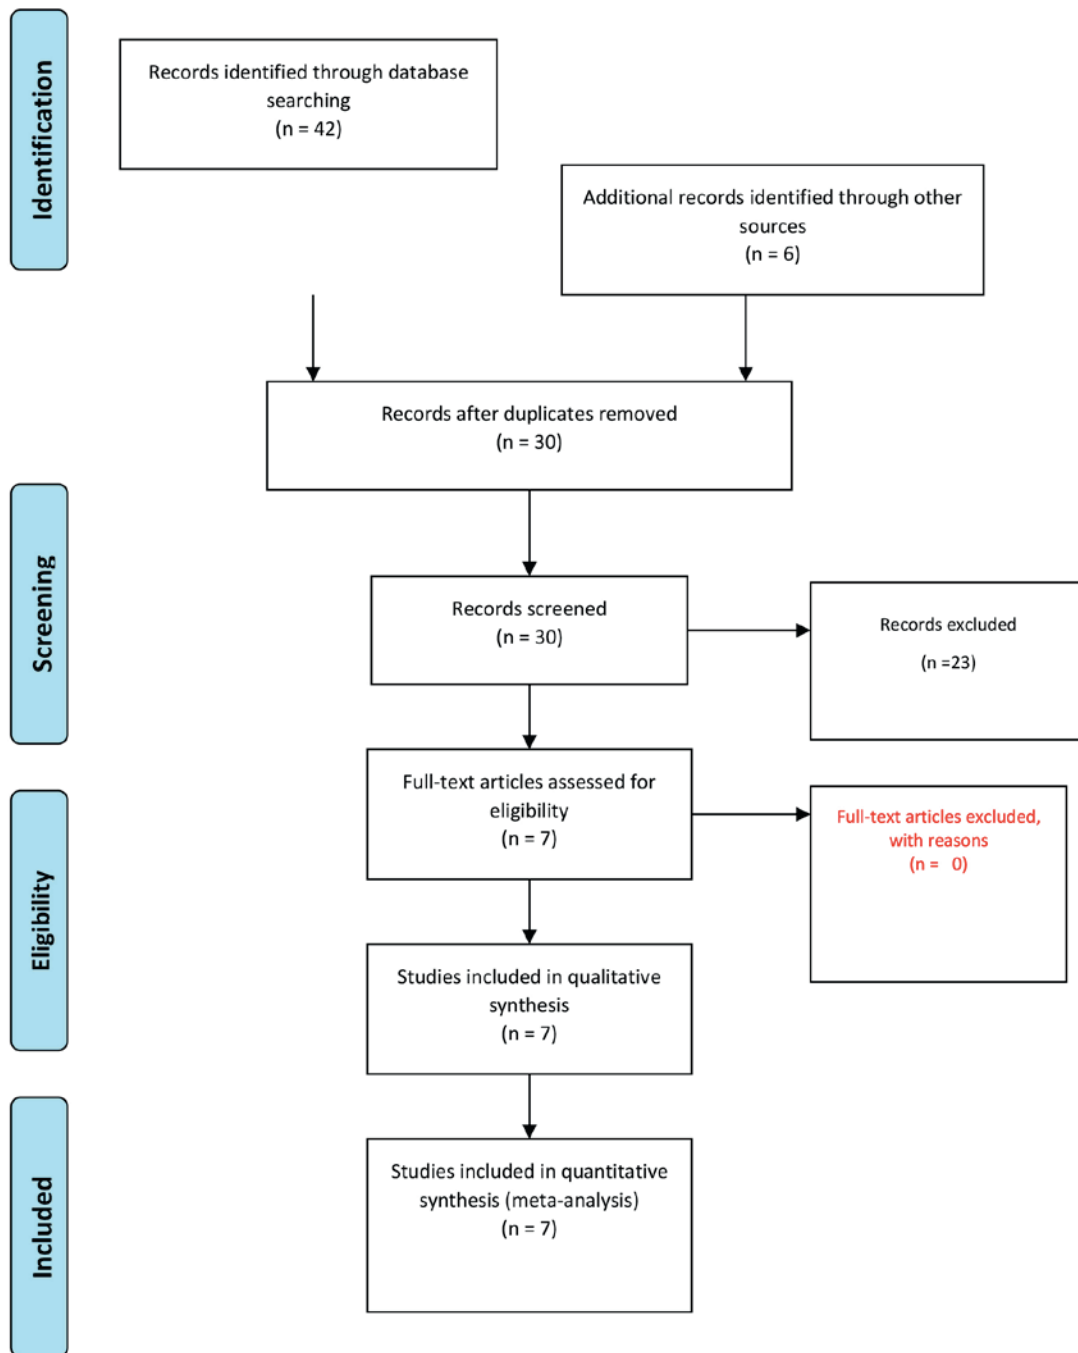 Identification
Records identified through database
searching
(n = 42)
Additional records identified through other
sources
(n = 6)
Records after duplicates removed
(n = 30)
Screening
Records screened
(n = 30)
Records excluded
(n =23)
Eligibility
Full-text articles assessed for
eligibility
(n = 7)
Full-text articles excluded,
with reasons
(n = 0)
Studies included in qualitative
synthesis
(n = 7)
Included
Studies included in quantitative
synthesis (meta-analysis)
(n = 7)